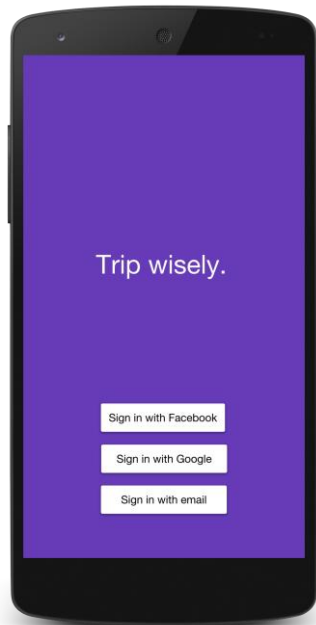 Trip wisely.
Sign in with Facebook
Sign in with Google
Sign in with email